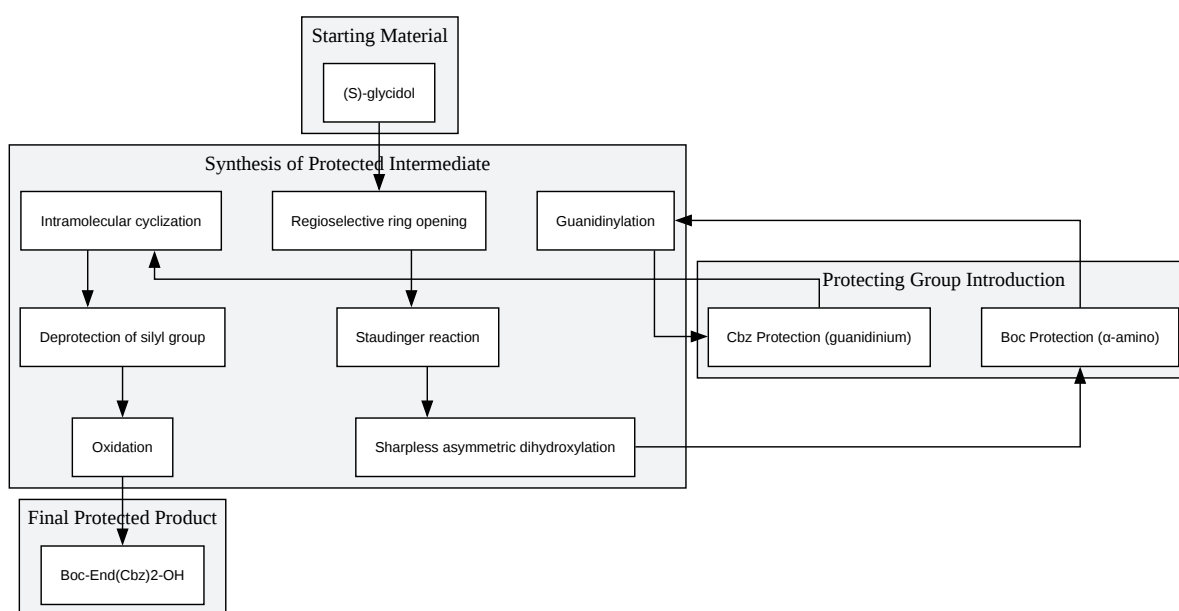 Starting Material
(S)-glycidol
Synthesis of Protected Intermediate
Intramolecular cyclization
Regioselective ring opening
Guanidinylation
Protecting Group Introduction
Deprotection of silyl group
Staudinger reaction
Cbz Protection (guanidinium)
Boc Protection (α-amino)
Oxidation
Sharpless asymmetric dihydroxylation
Final Protected Product
Boc-End(Cbz)2-OH